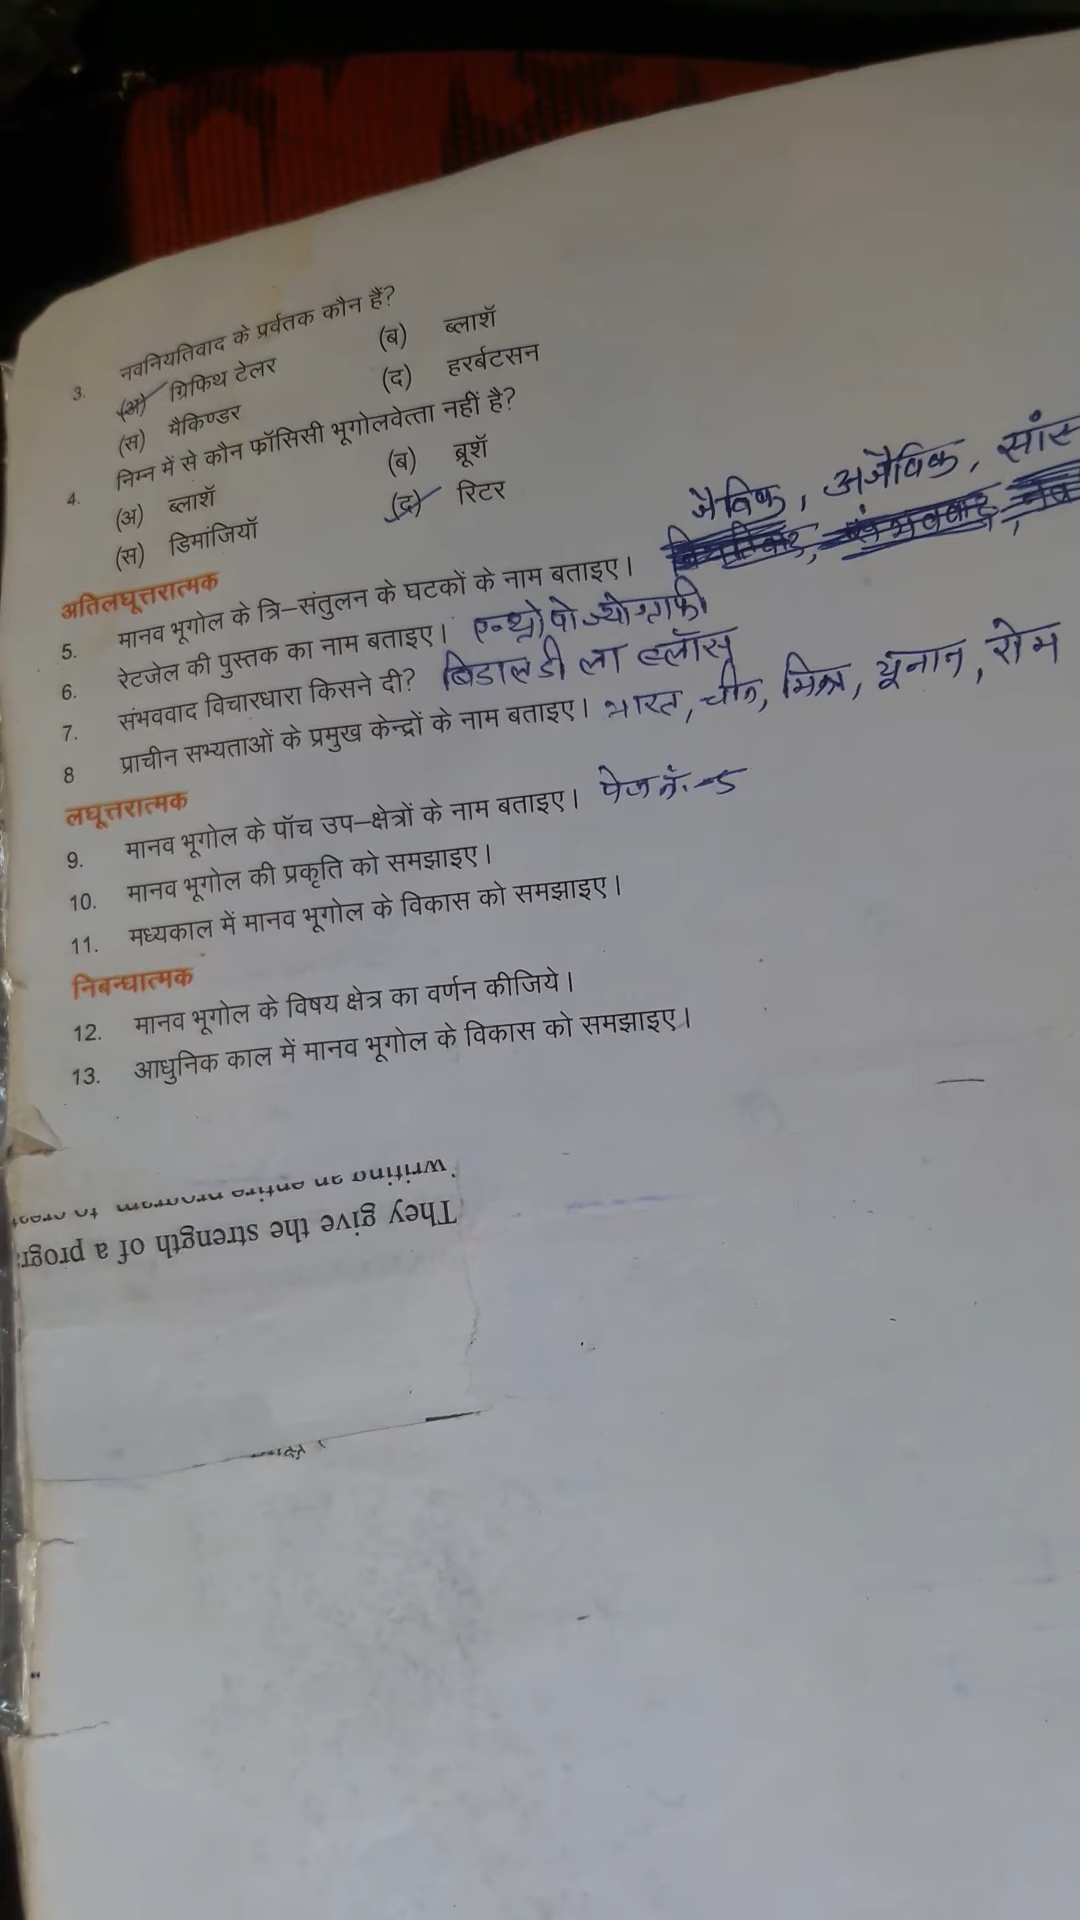 3. नवनियतिवाद के प्रर्वतक कौन हैं?
(अ) ग्रिफिथ टेलर (ब) ब्लाशॅ
(स) मैकिण्डर (द) हरर्बटसन
4. निम्न में से कौन फॉसिसी भूगोलवेत्ता नहीं है?
(अ) ब्लाशॅ (ब) ब्रूशॅ
(स) डिमांजियॉ (द) रिटर
अतिलघूत्तरात्मक
जैविक, अजैविक, सांस
5. मानव भूगोल के त्रि–संतुलन के घटकों के नाम बताइए।
6. रेटजेल की पुस्तक का नाम बताइए। एन्थ्रोपोज्योग्राफी
7. संभववाद विचारधारा किसने दी? बिडाल डी ला ब्लॉस
8 प्राचीन सभ्यताओं के प्रमुख केन्द्रों के नाम बताइए। भारत, चीन, मिस्र, यूनान, रोम
लघूत्तरात्मक
9. मानव भूगोल के पॉच उप–क्षेत्रों के नाम बताइए। पेज नं.-5
10. मानव भूगोल की प्रकृति को समझाइए।
11. मध्यकाल में मानव भूगोल के विकास को समझाइए।
निबन्घात्मक
12. मानव भूगोल के विषय क्षेत्र का वर्णन कीजिये।
13. आधुनिक काल में मानव भूगोल के विकास को समझाइए।
They give the strength of a progr
writing an entire program to